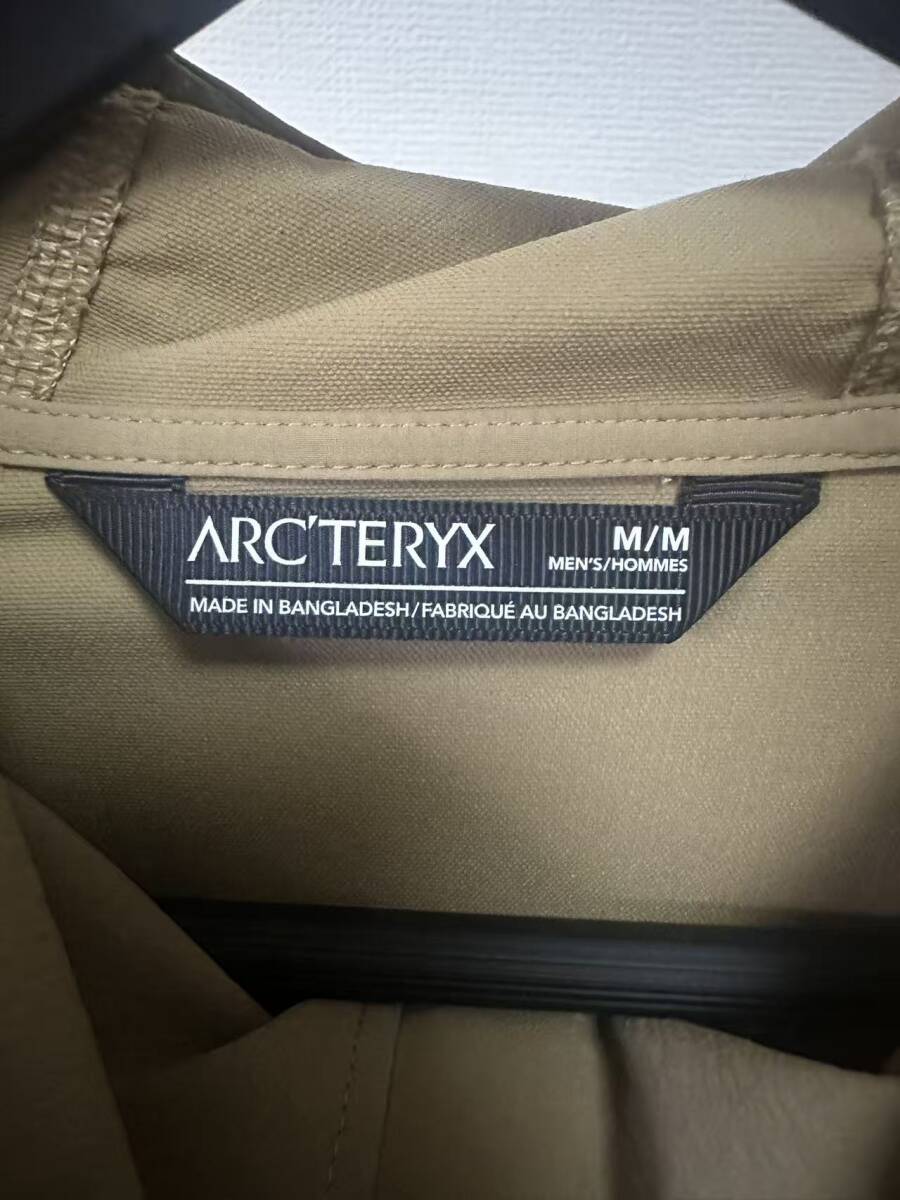 ARC'TERYX
M/M
MEN'S/HOMMES
MADE IN BANGLADESH/FABRIQUÉ AU BANGLADESH